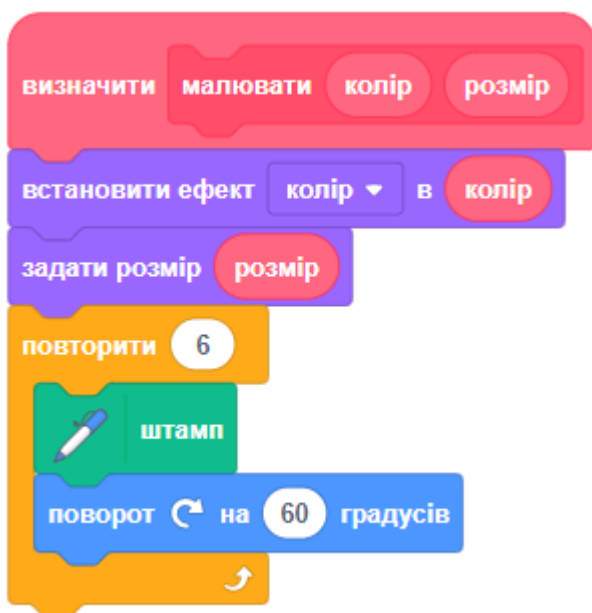 визначити малювати колір розмір
встановити ефект колір в колір
задати розмір розмір
повторити 6
штамп
поворот на 60 градусів